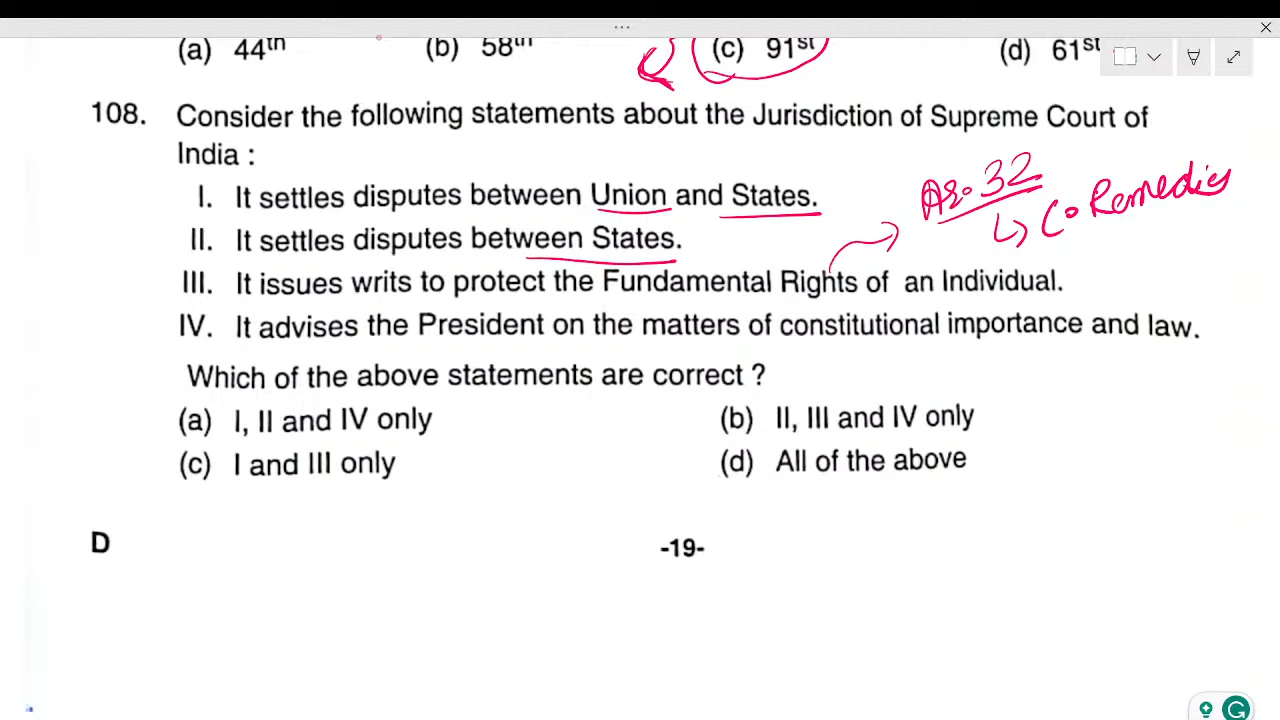 (a) 44th (b) 58th (c) 91st (d) 61st
108. Consider the following statements about the Jurisdiction of Supreme Court of
India :
I. It settles disputes between Union and States.
Ar. 32
Co Remedies
II. It settles disputes between States.
III. It issues writs to protect the Fundamental Rights of an Individual.
IV. It advises the President on the matters of constitutional importance and law.
Which of the above statements are correct ?
(a) I, II and IV only (b) II, III and IV only
(c) I and III only (d) All of the above
D -19-